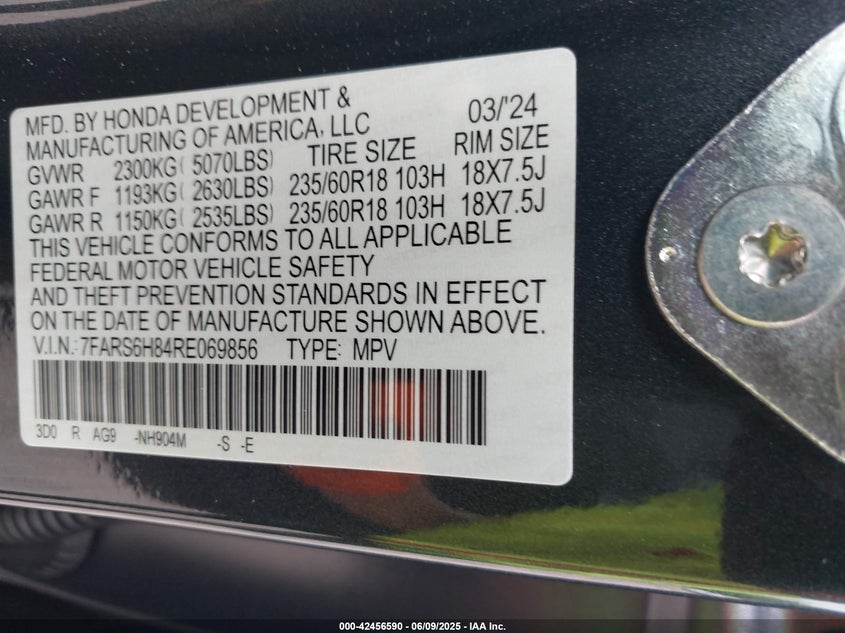 MFD. BY HONDA DEVELOPMENT &
MANUFACTURING OF AMERICA, LLC 03/'24
GVWR 2300KG( 5070LBS) TIRE SIZE RIM SIZE
GAWR F 1193KG( 2630LBS) 235/60R18 103H 18X7.5J
GAWR R 1150KG( 2535LBS) 235/60R18 103H 18X7.5J
THIS VEHICLE CONFORMS TO ALL APPLICABLE
FEDERAL MOTOR VEHICLE SAFETY
AND THEFT PREVENTION STANDARDS IN EFFECT
ON THE DATE OF MANUFACTURE SHOWN ABOVE.
V.I.N.: 7FARS6H84RE069856 TYPE: MPV
3D0 R AG9 -NH904M -S -E
000-42456590 - 06/09/2025 - IAA Inc.